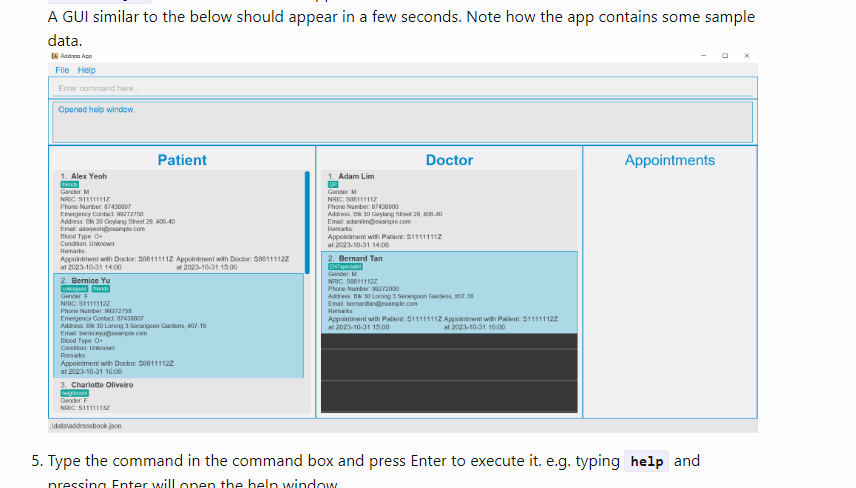 A GUI similar to the below should appear in a few seconds. Note how the app contains some sample
data.
Address App
File Help
Enter command here...
Opened help window.
Patient
1. Alex Yeoh
friends
Gender: M
NRIC: S1111111Z
Phone Number: 87438807
Emergency Contact: 99272758
Address: Blk 30 Geylang Street 29, #06-40
Email: alexyeoh@example.com
Blood Type: O+
Condition: Unknown
Remarks:
Appointment with Doctor: S8811111Z Appointment with Doctor: S8811112Z
at 2023-10-31 14:00 at 2023-10-31 15:00
2. Bernice Yu
colleagues friends
Gender: F
NRIC: S1111112Z
Phone Number: 99272758
Emergency Contact: 87438807
Address: Blk 30 Lorong 3 Serangoon Gardens, #07-18
Email: berniceyu@example.com
Blood Type: O+
Condition: Unknown
Remarks:
Appointment with Doctor: S8811112Z
at 2023-10-31 16:00
3. Charlotte Oliveiro
neighbours
Gender: F
NRIC: S1111113Z
Doctor
1. Adam Lim
GP
Gender: M
NRIC: S8811111Z
Phone Number: 87438000
Address: Blk 30 Geylang Street 29, #06-40
Email: adamlim@example.com
Remarks:
Appointment with Patient: S1111111Z
at 2023-10-31 14:00
2. Bernard Tan
ENTspecialist
Gender: M
NRIC: S8811112Z
Phone Number: 99272000
Address: Blk 30 Lorong 3 Serangoon Gardens, #07-18
Email: bernardtan@example.com
Remarks:
Appointment with Patient: S1111111Z Appointment with Patient: S1111112Z
at 2023-10-31 15:00 at 2023-10-31 16:00
Appointments
.\data\addressbook.json
5. Type the command in the command box and press Enter to execute it. e.g. typing help and
pressing Enter will open the help window.